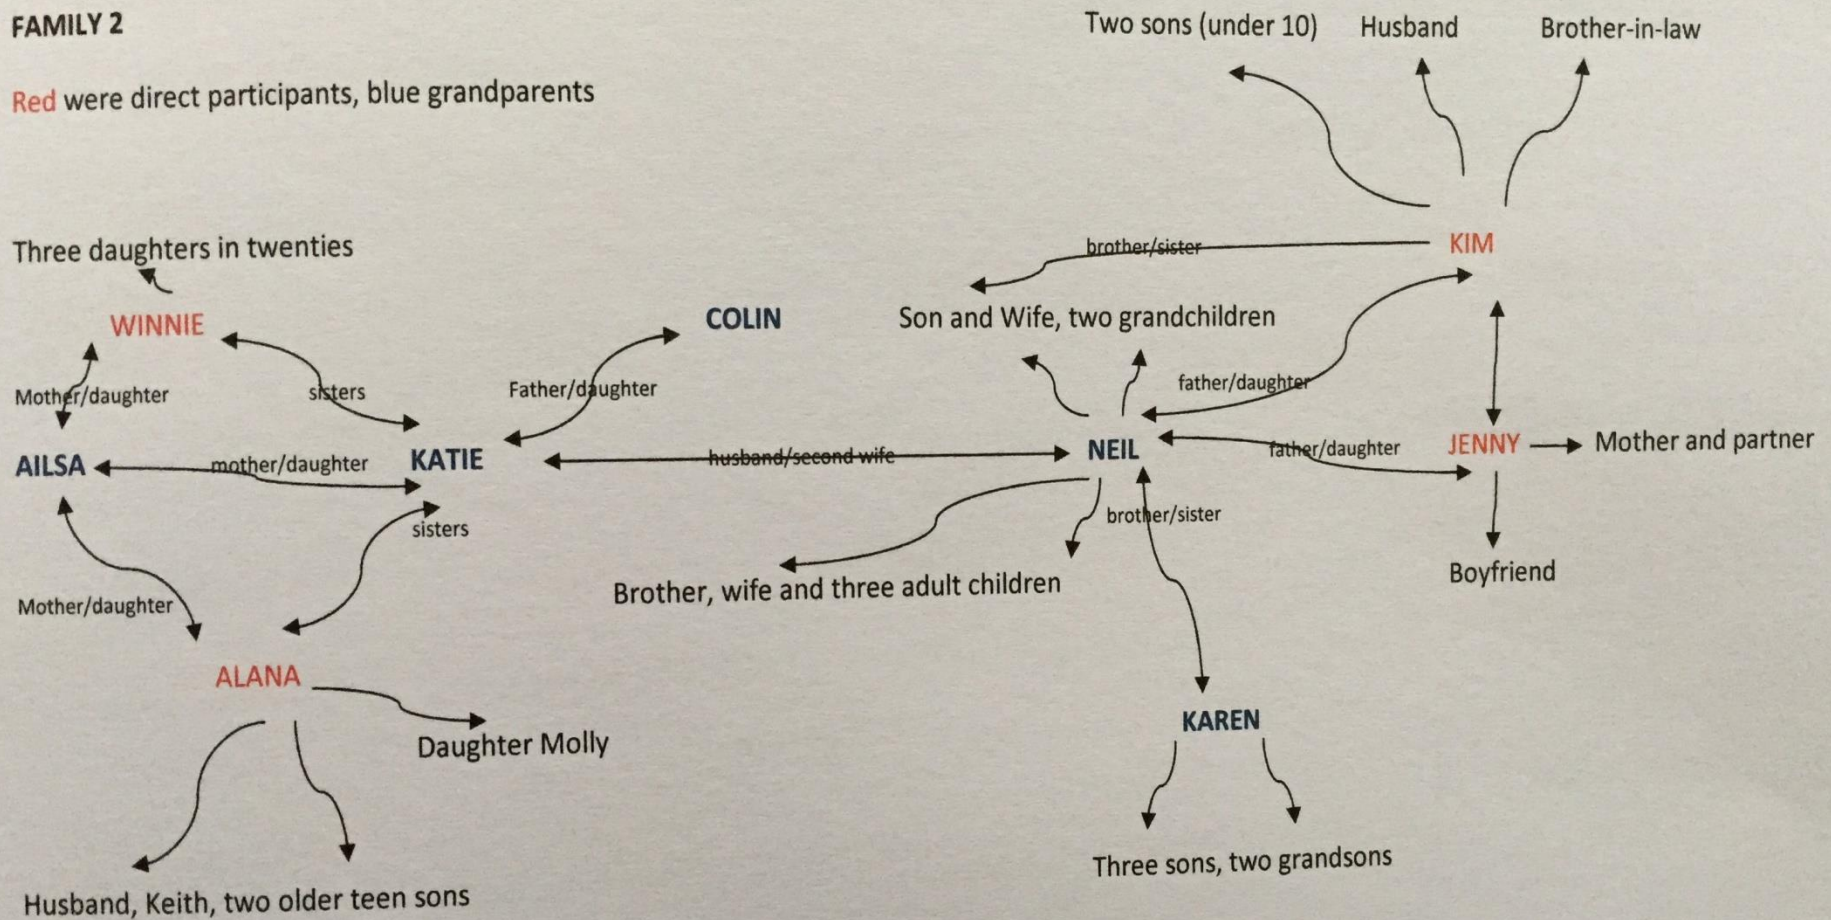 FAMILY 2
Two sons (under 10)
Husband
Brother-in-law
Red were direct participants, blue grandparents
Three daughters in twenties
brother/sister
KIM
WINNIE
COLIN
Son and Wife, two grandchildren
Mother/daughter
sisters
Father/daughter
father/daughter
AILSA
mother/daughter
KATIE
husband/second wife
NEIL
father/daughter
JENNY
Mother and partner
sisters
brother/sister
Brother, wife and three adult children
Boyfriend
Mother/daughter
ALANA
Daughter Molly
KAREN
Three sons, two grandsons
Husband, Keith, two older teen sons